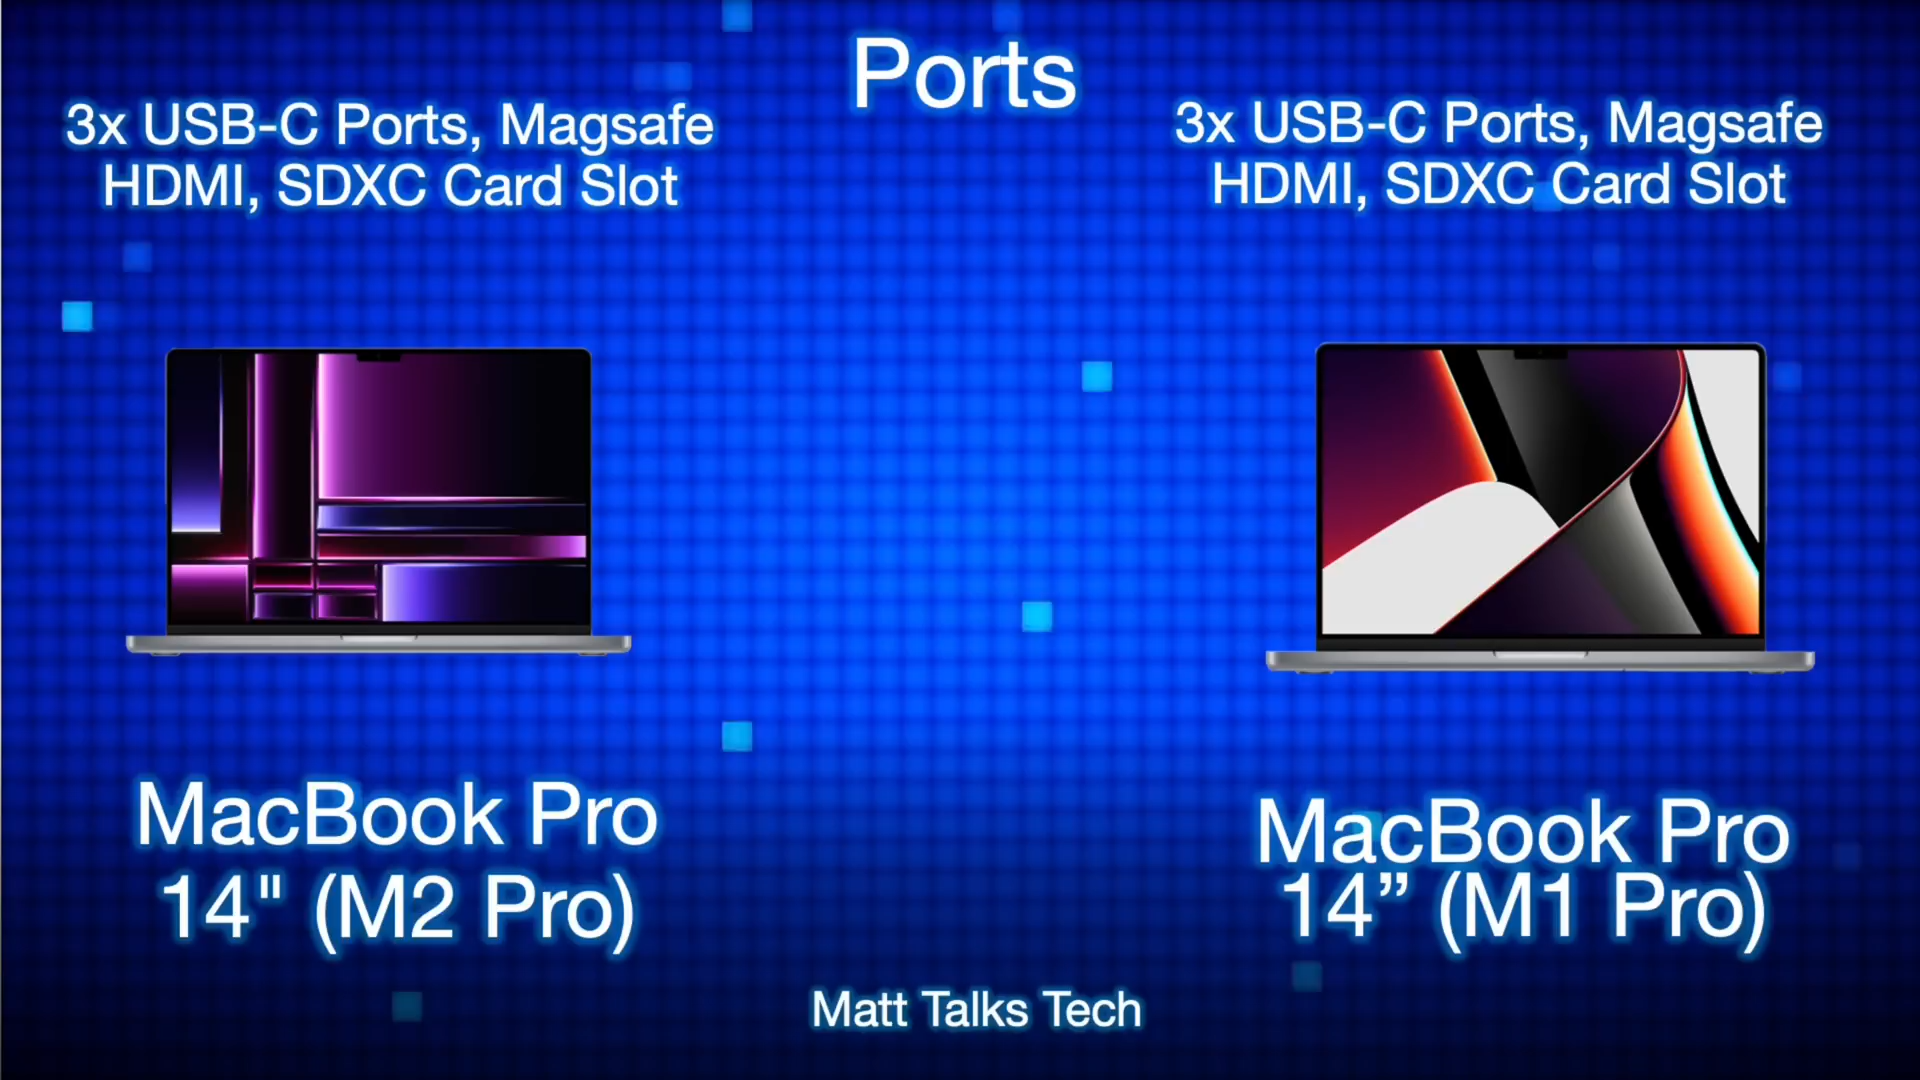 Ports
3x USB-C Ports, Magsafe
HDMI, SDXC Card Slot
3x USB-C Ports, Magsafe
HDMI, SDXC Card Slot
MacBook Pro
14" (M2 Pro)
MacBook Pro
14” (M1 Pro)
Matt Talks Tech